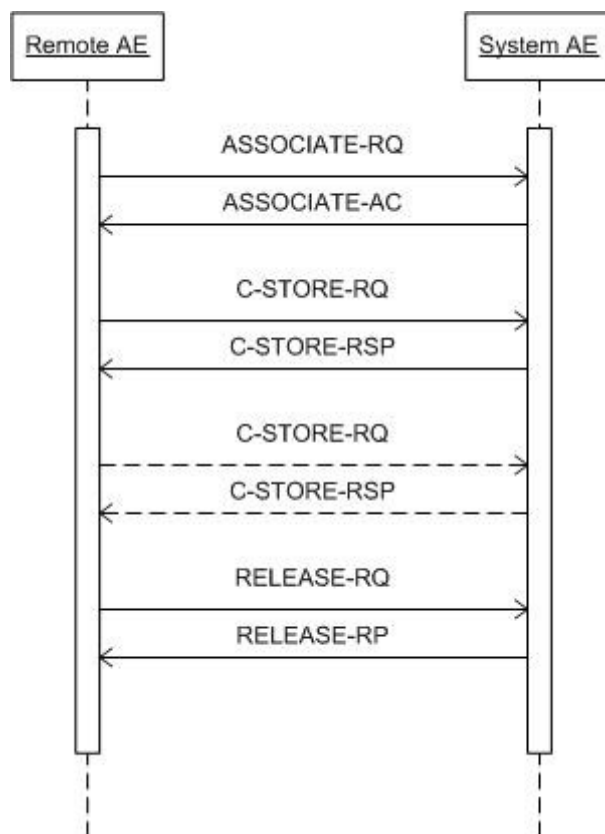 Remote AE
System AE
ASSOCIATE-RQ
ASSOCIATE-AC
C-STORE-RQ
C-STORE-RSP
C-STORE-RQ
C-STORE-RSP
RELEASE-RQ
RELEASE-RP